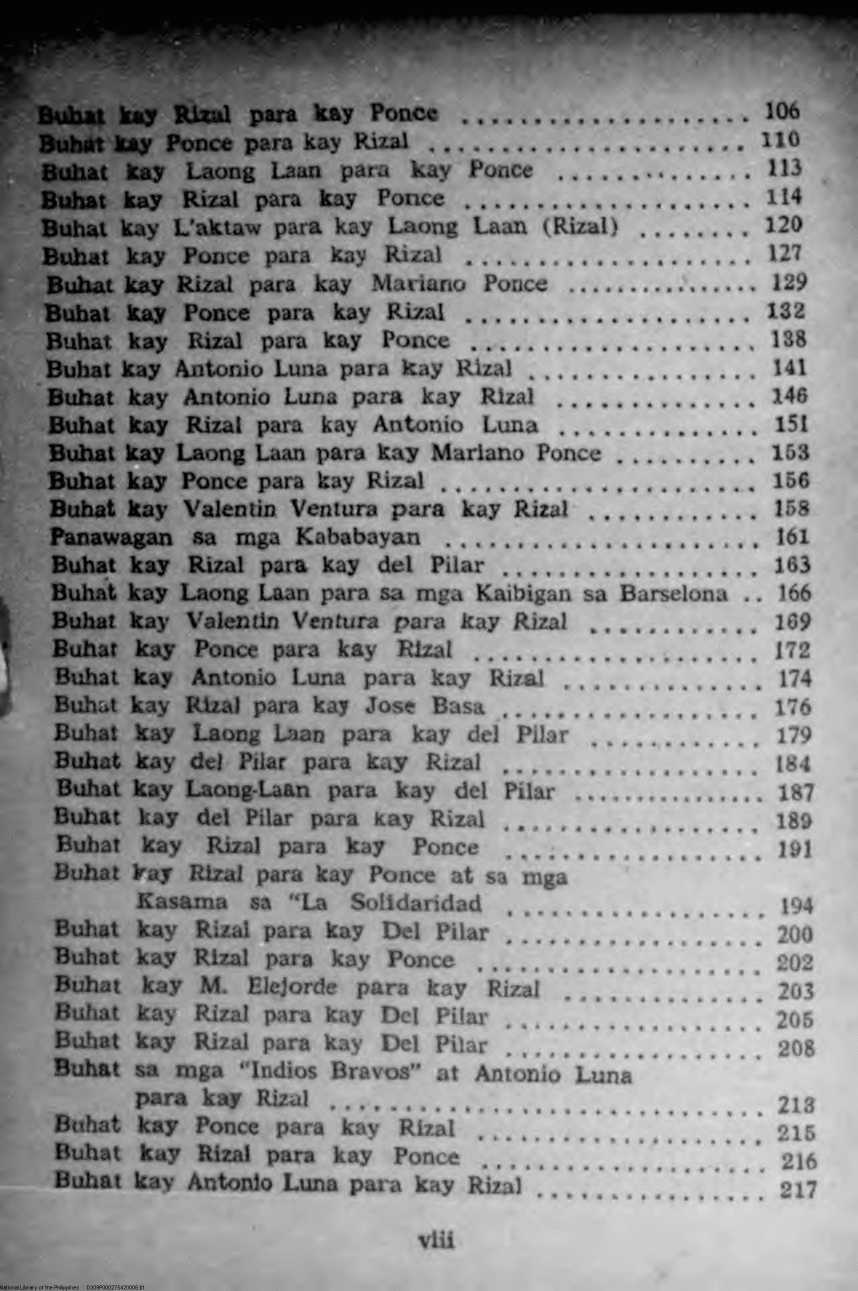 Buhat kay Rizal para kay Ponce .................... 106
Buhat kay Ponce para kay Rizal ...................... 110
Buhat kay Laong Laan para kay Ponce .............. 113
Buhat kay Rizal para kay Ponce .................... 114
Buhat kay L'aktaw para kay Laong Laan (Rizal) ........ 120
Buhat kay Ponce para kay Rizal .................... 127
Buhat kay Rizal para kay Mariano Ponce ................ 129
Buhat kay Ponce para kay Rizal .................... 132
Buhat kay Rizal para kay Ponce .................... 138
Buhat kay Antonio Luna para kay Rizal ................ 141
Buhat kay Antonio Luna para kay Rizal .............. 146
Buhat kay Rizal para kay Antonio Luna .............. 151
Buhat kay Laong Laan para kay Mariano Ponce .......... 153
Buhat kay Ponce para kay Rizal ...................... 156
Buhat kay Valentin Ventura para kay Rizal ............ 158
Panawagan sa mga Kababayan ...................... 161
Buhat kay Rizal para kay del Pilar .................. 163
Buhat kay Laong Laan para sa mga Kaibigan sa Barselona .. 166
Buhat kay Valentin Ventura para kay Rizal ............ 169
Buhat kay Ponce para kay Rizal .................... 172
Buhat kay Antonio Luna para kay Rizal .............. 174
Buhat kay Rizal para kay Jose Basa .................. 176
Buhat kay Laong Laan para kay del Pilar ............ 179
Buhat kay del Pilar para kay Rizal .................. 184
Buhat kay Laong-Laan para kay del Pilar ................ 187
Buhat kay del Pilar para kay Rizal .................. 189
Buhat kay Rizal para kay Ponce .................. 191
Buhat kay Rizal para kay Ponce at sa mga
Kasama sa "La Solidaridad .................. 194
Buhat kay Rizal para kay Del Pilar .................. 200
Buhat kay Rizal para kay Ponce .................... 202
Buhat kay M. Elejorde para kay Rizal .............. 203
Buhat kay Rizal para kay Del Pilar .................. 205
Buhat kay Rizal para kay Del Pilar .................. 208
Buhat sa mga "Indios Bravos" at Antonio Luna
para kay Rizal .............................. 213
Buhat kay Ponce para kay Rizal .................... 215
Buhat kay Rizal para kay Ponce .................... 216
Buhat kay Antonio Luna para kay Rizal ................ 217
viii
National Library of the Philippines